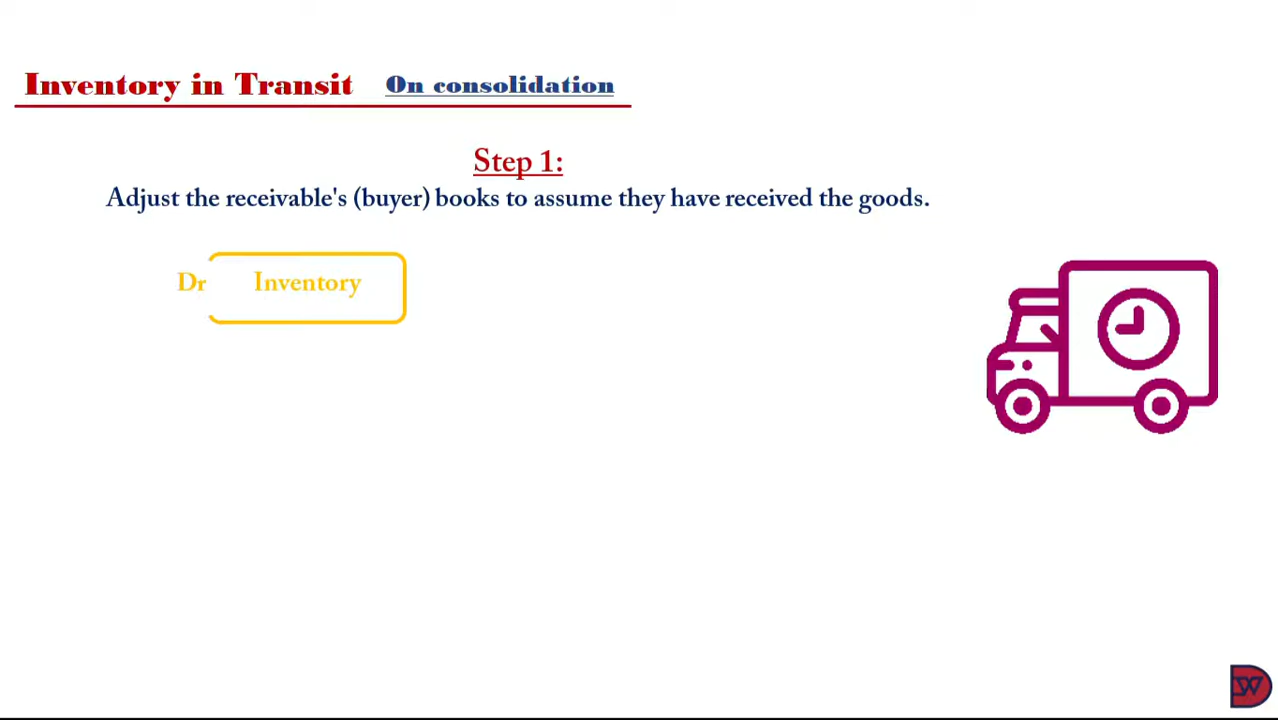 Inventory in Transit On consolidation
Step 1:
Adjust the receivable's (buyer) books to assume they have received the goods.
Dr Inventory
DW